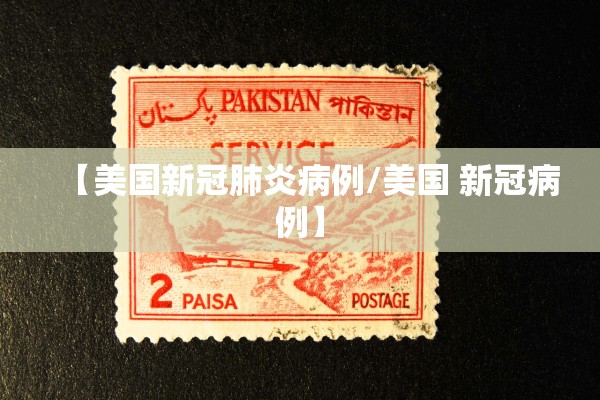 پاکستان PAKISTAN পাকিস্তান
SERVICE
【美国新冠肺炎病例/美国 新冠病
例】
2 PAISA POSTAGE